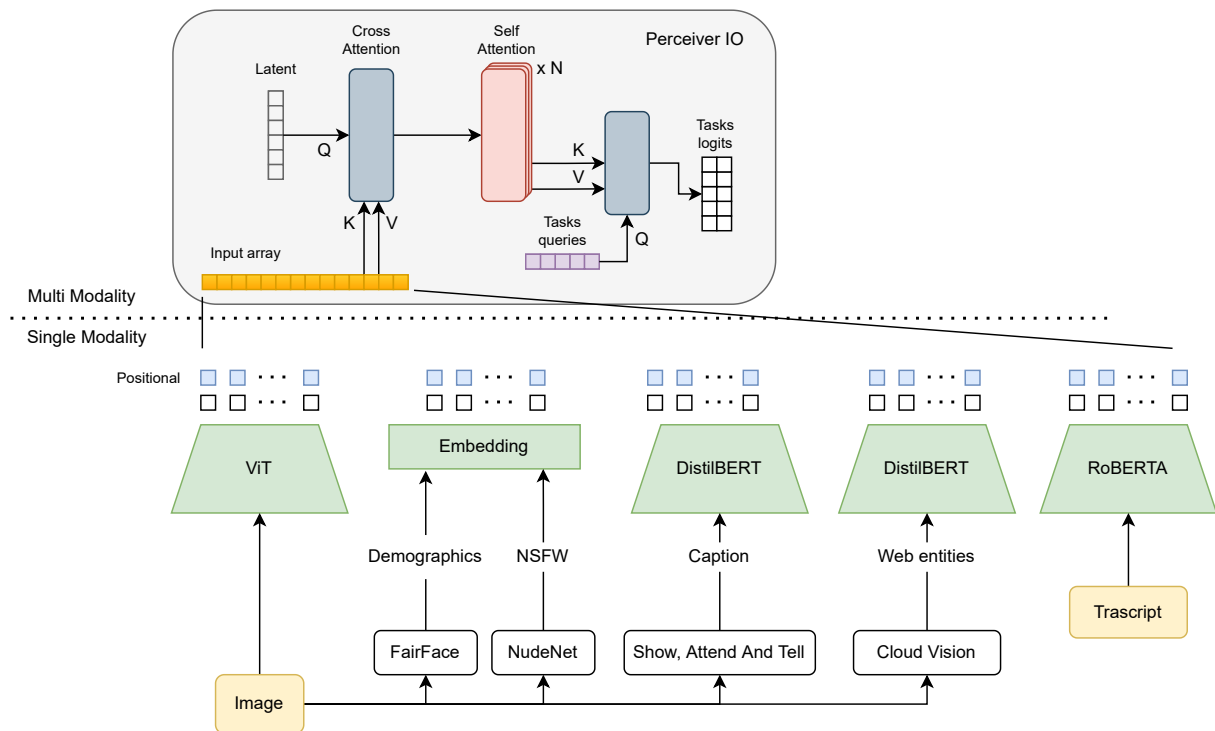 Perceiver IO
Cross
Attention
Self
Attention
x N
Latent
Q
K
V
Tasks
logits
K
V
Tasks
queries
Q
Input array
Multi Modality
Single Modality
Positional
ViT
Embedding
DistilBERT
DistilBERT
RoBERTA
Demographics
NSFW
Caption
Web entities
Trascript
FairFace
NudeNet
Show, Attend And Tell
Cloud Vision
Image